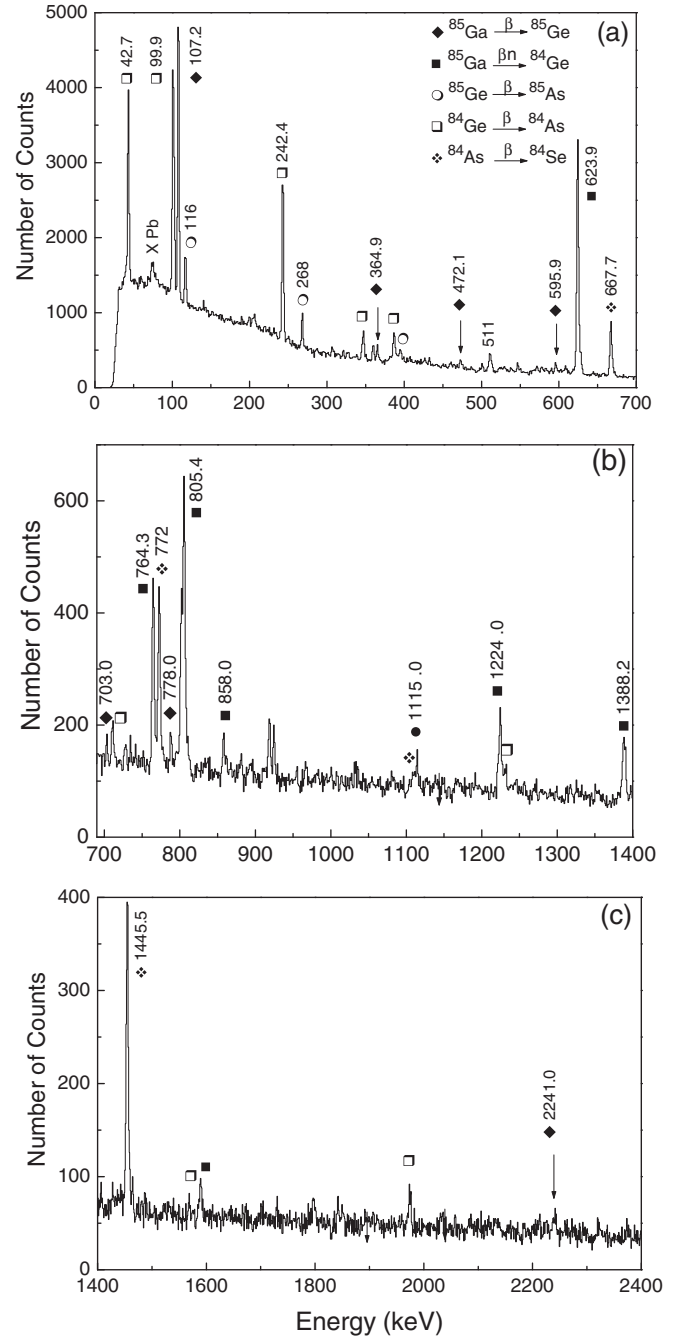 (a)
⁸⁵Ga β → ⁸⁵Ge
⁸⁵Ga βn → ⁸⁴Ge
⁸⁵Ge β → ⁸⁵As
⁸⁴Ge β → ⁸⁴As
⁸⁴As β → ⁸⁴Se
42.7
99.9
107.2
X Pb
116
242.4
268
364.9
472.1
511
595.9
623.9
667.7
Number of Counts
5000
4000
3000
2000
1000
0
0 100 200 300 400 500 600 700
(b)
703.0
764.3
772
778.0
805.4
858.0
1115 .0
1224 .0
1388.2
Number of Counts
600
400
200
0
700 800 900 1000 1100 1200 1300 1400
(c)
1445.5
2241.0
Number of Counts
400
300
200
100
0
1400 1600 1800 2000 2200 2400
Energy (keV)